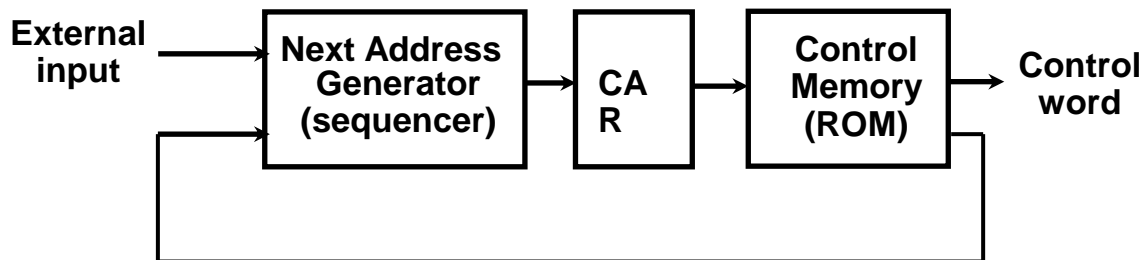 External
input
Next Address
Generator
(sequencer)
CA
R
Control
Memory
(ROM)
Control
word